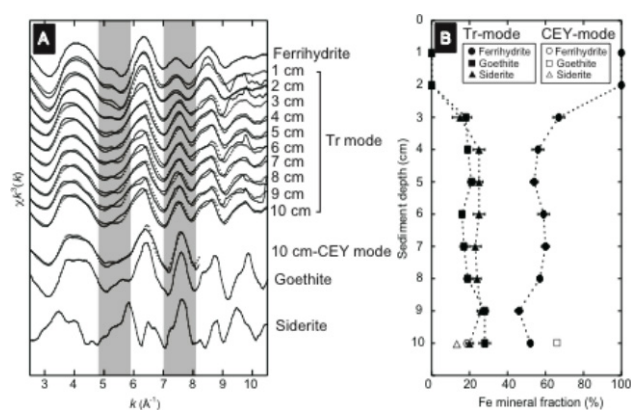 A
Ferrihydrite
1 cm
2 cm
3 cm
4 cm
5 cm
6 cm
7 cm
8 cm
9 cm
10 cm
Tr mode
10 cm-CEY mode
Goethite
Siderite
χk³(k)
3 4 5 6 7 8 9 10
k (Å⁻¹)
B
Tr-mode CEY-mode
Ferrihydrite Ferrihydrite
Goethite Goethite
Siderite Siderite
0
1
2
3
4
5
6
7
8
9
10
Sediment depth (cm)
0 20 40 60 80 100
Fe mineral fraction (%)